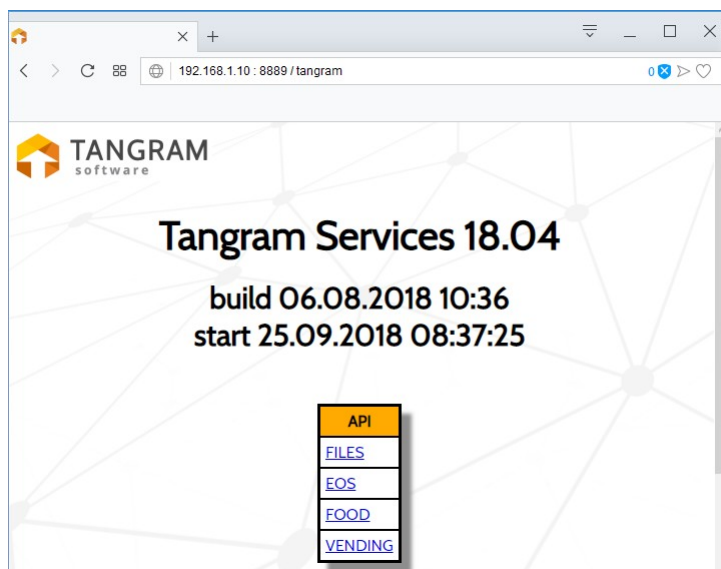 192.168.1.10 : 8889 / tangram
0
TANGRAM
software
Tangram Services 18.04
build 06.08.2018 10:36
start 25.09.2018 08:37:25
API
FILES
EOS
FOOD
VENDING